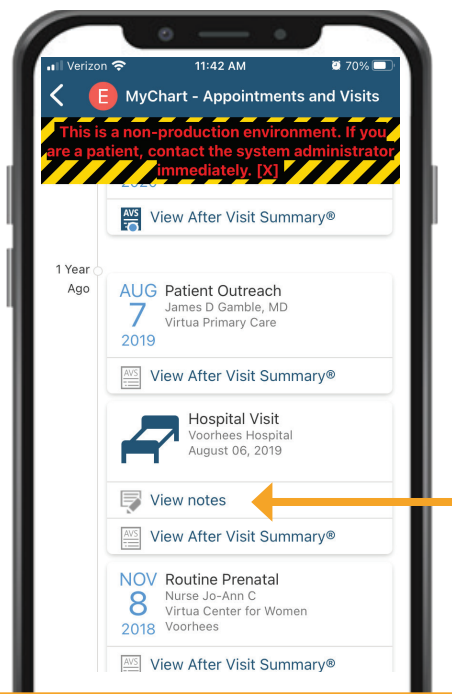 Verizon 11:42 AM 70%
E MyChart - Appointments and Visits
This is a non-production environment. If you
are a patient, contact the system administrator
immediately. [X]
AVS View After Visit Summary®
1 Year
Ago
AUG Patient Outreach
7 James D Gamble, MD
Virtua Primary Care
2019
AVS View After Visit Summary®
Hospital Visit
Voorhees Hospital
August 06, 2019
View notes
AVS View After Visit Summary®
NOV Routine Prenatal
8 Nurse Jo-Ann C
Virtua Center for Women
2018 Voorhees
AVS View After Visit Summary®